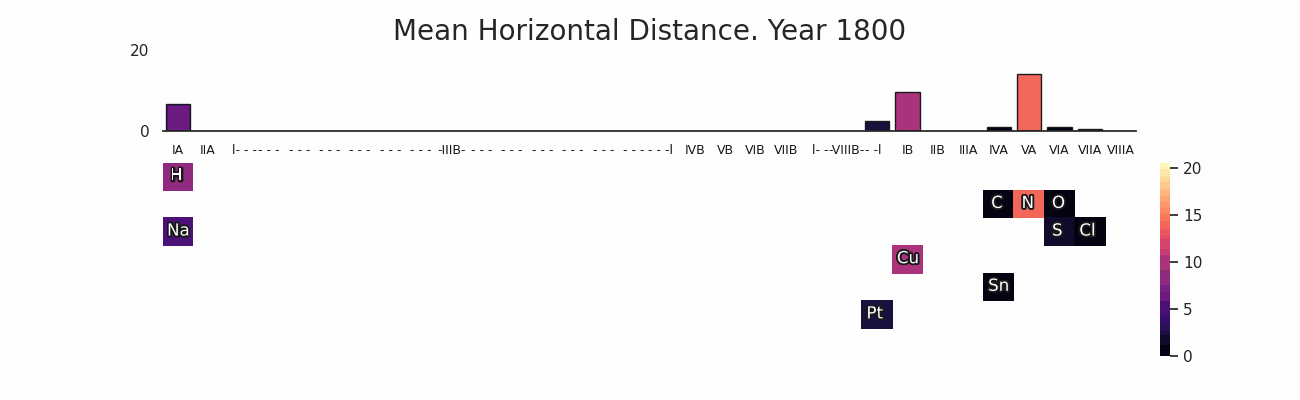 Mean Horizontal Distance. Year 1800
20
0
IA IIA l- ----- - - - - - - - - - - - - - - -IIIB- - - - - - - - - - - - - - - - - - - - - -l IVB VB VIB VIIB l- --VIIIB-- -l IB IIB IIIA IVA VA VIA VIIA VIIIA
H
20
C N O
15
Na S Cl
Cu
10
Sn
5
Pt
0